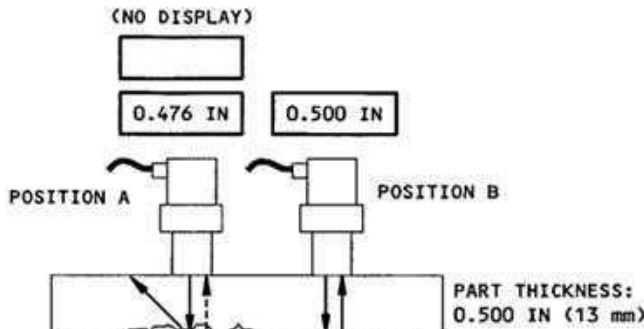 (NO DISPLAY)
0.476 IN
0.500 IN
POSITION A
POSITION B
PART THICKNESS:
0.500 IN (13 mm)